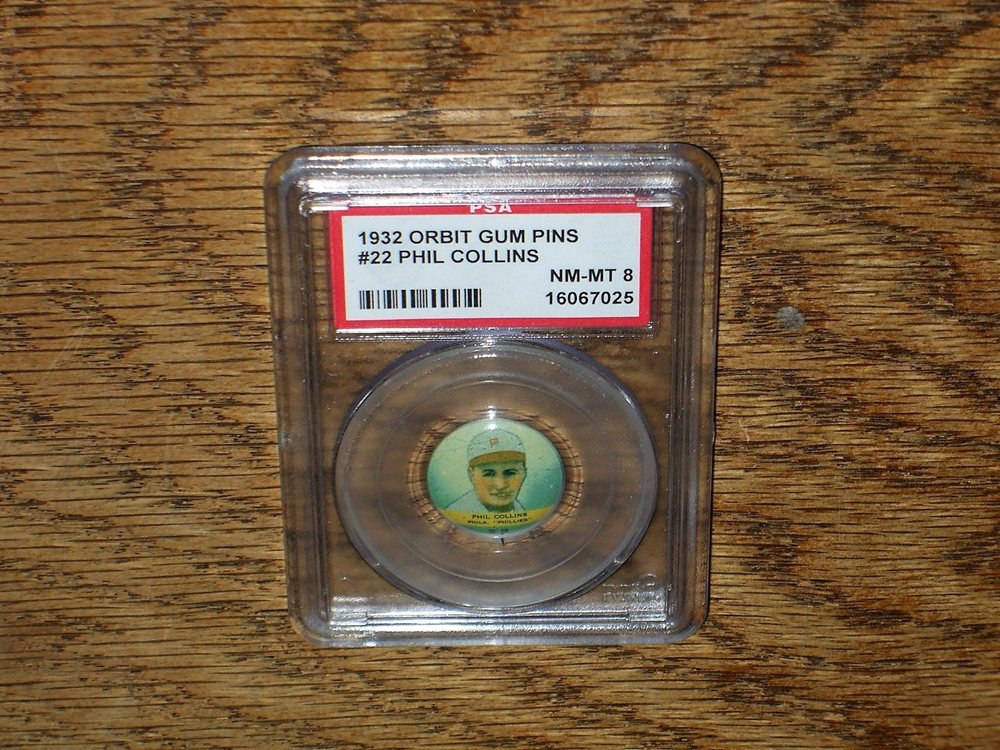 PSA
1932 ORBIT GUM PINS
#22 PHIL COLLINS
NM-MT 8
16067025
P
PHIL COLLINS
PHILA. "PHILLIES"